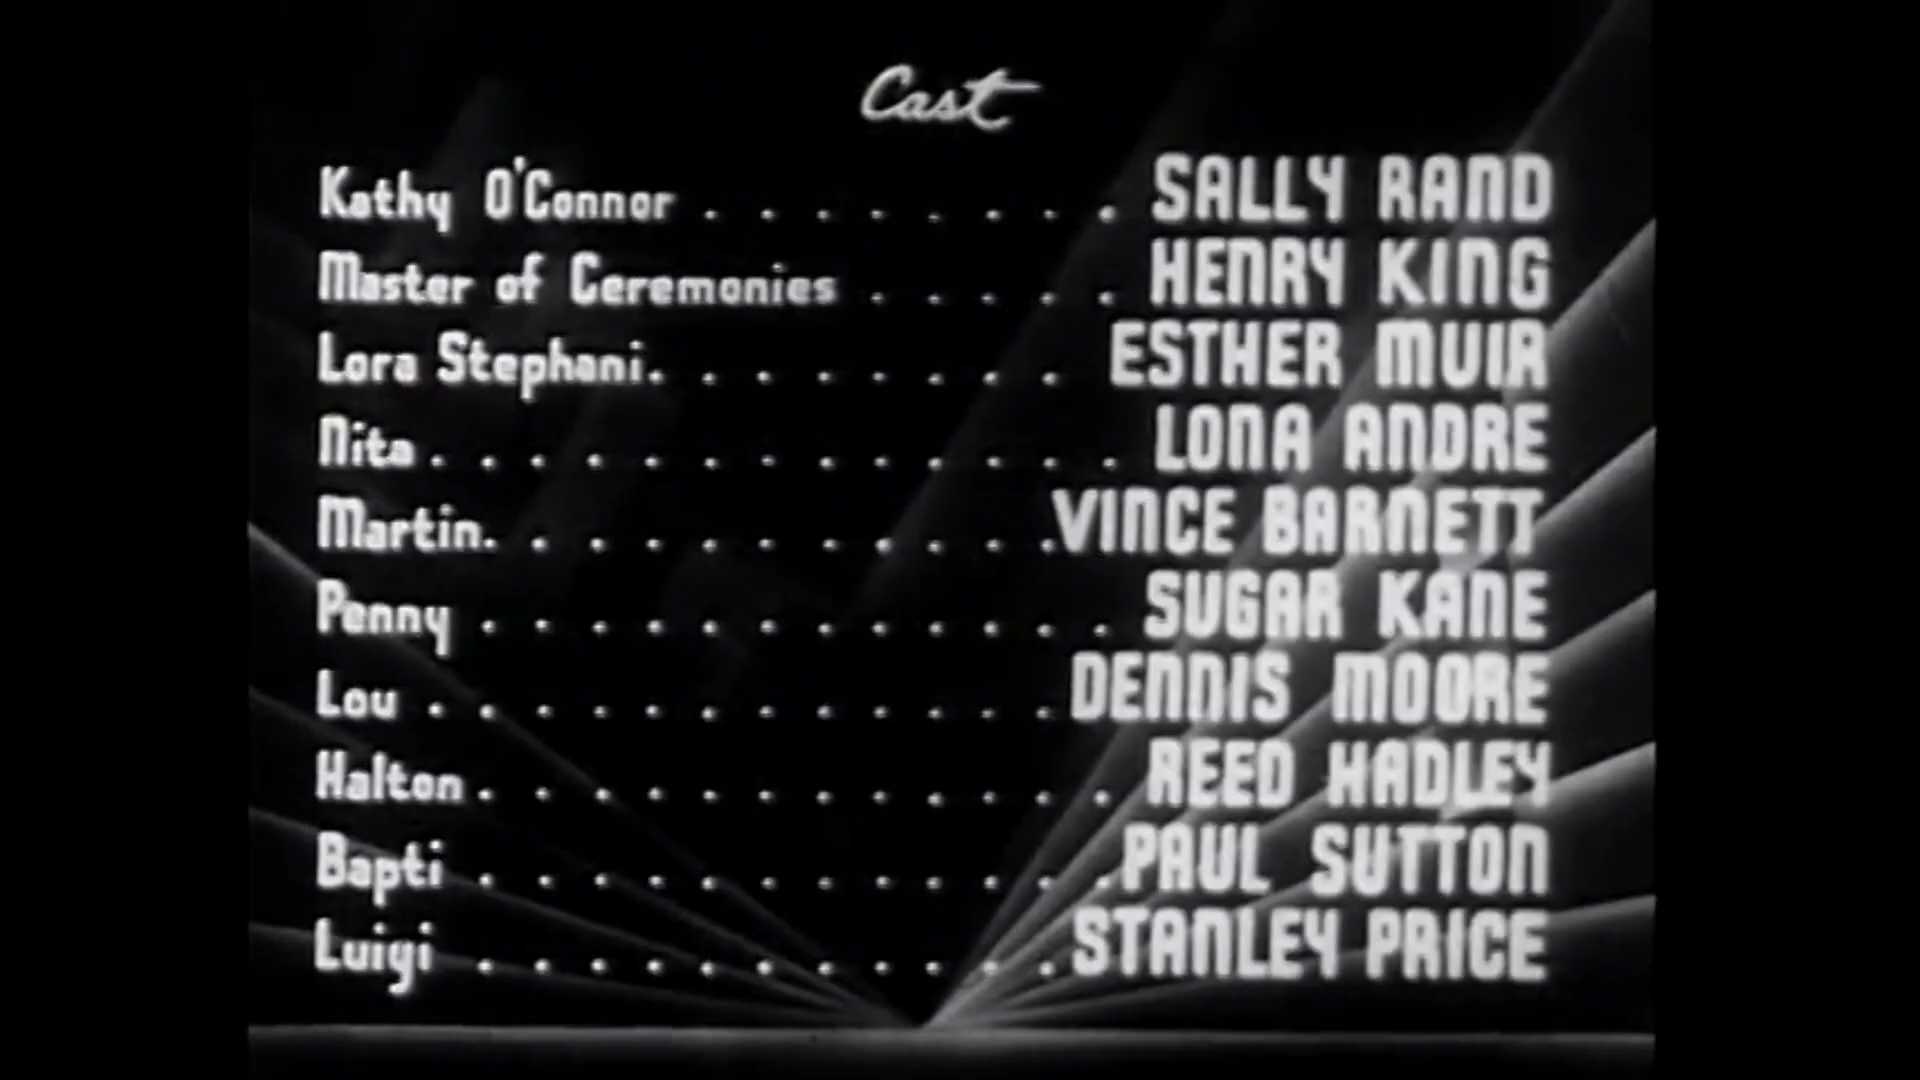 Cast
Kathy O'Connor . . . . . . . . SALLY RAND
Master of Ceremonies . . . . . HENRY KING
Lora Stephani. . . . . . . . ESTHER MUIR
Nita . . . . . . . . . . . . . LONA ANDRE
Martin. . . . . . . . . . .VINCE BARNETT
Penny . . . . . . . . . . . . SUGAR KANE
Lou . . . . . . . . . . . . DENNIS MOORE
Halton . . . . . . . . . . . . REED HADLEY
Bapti . . . . . . . . . . . . PAUL SUTTON
Luigi . . . . . . . . . . . STANLEY PRICE